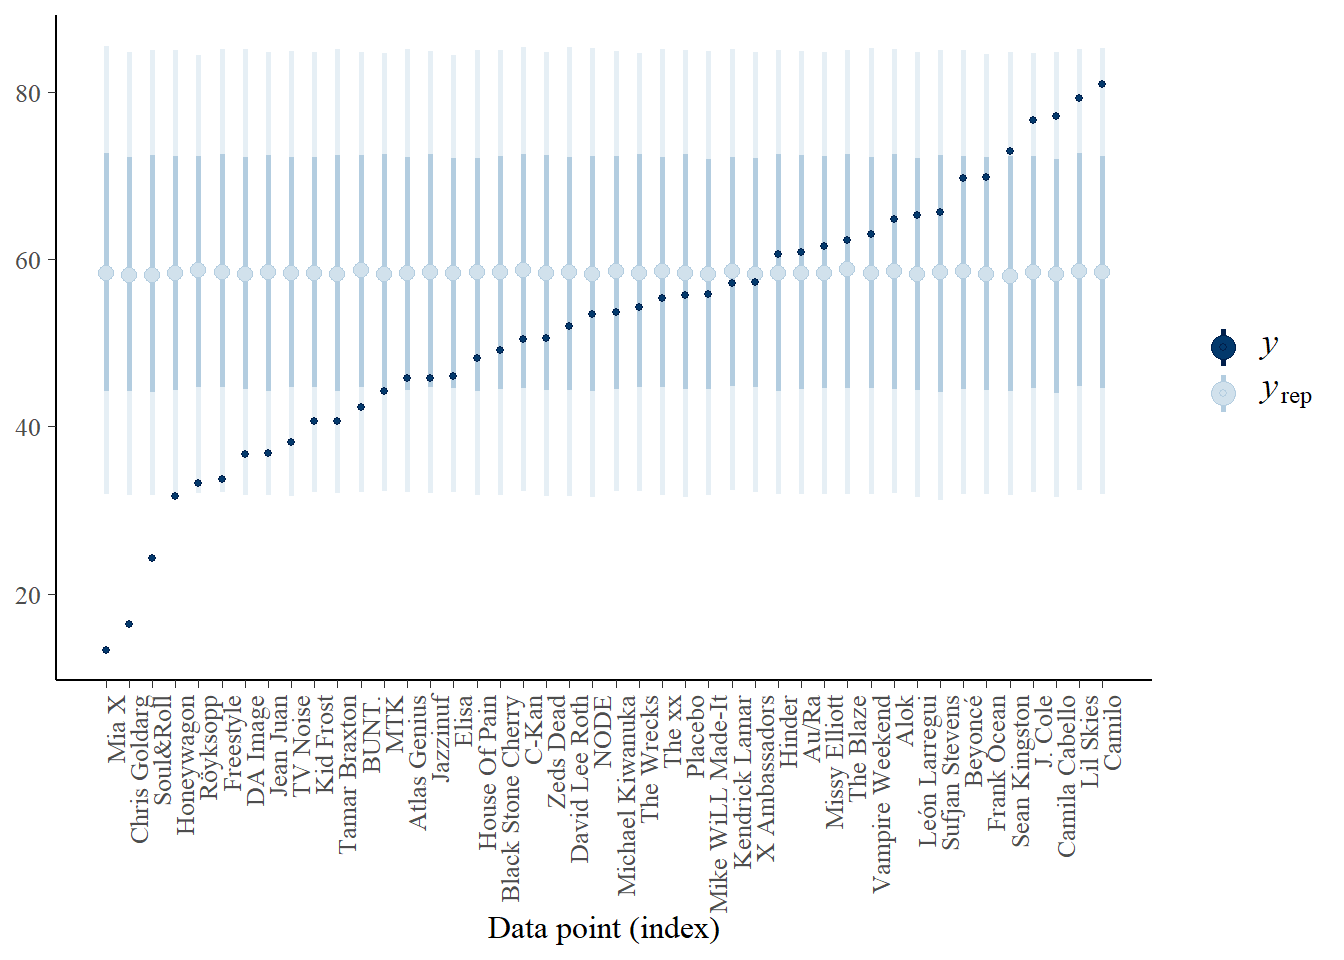 80
60
40
20
Mia X
Chris Goldarg
Soul&Roll
Honeywagon
Röyksopp
Freestyle
DA Image
Jean Juan
TV Noise
Kid Frost
Tamar Braxton
BUNT.
MTK
Atlas Genius
Jazzinuf
Elisa
House Of Pain
Black Stone Cherry
C-Kan
Zeds Dead
David Lee Roth
NODE
Michael Kiwanuka
The Wrecks
The xx
Placebo
Mike WiLL Made-It
Kendrick Lamar
X Ambassadors
Hinder
Au/Ra
Missy Elliott
The Blaze
Vampire Weekend
Alok
León Larregui
Sufjan Stevens
Beyoncé
Frank Ocean
Sean Kingston
J. Cole
Camila Cabello
Lil Skies
Camilo
Data point (index)
y
y rep